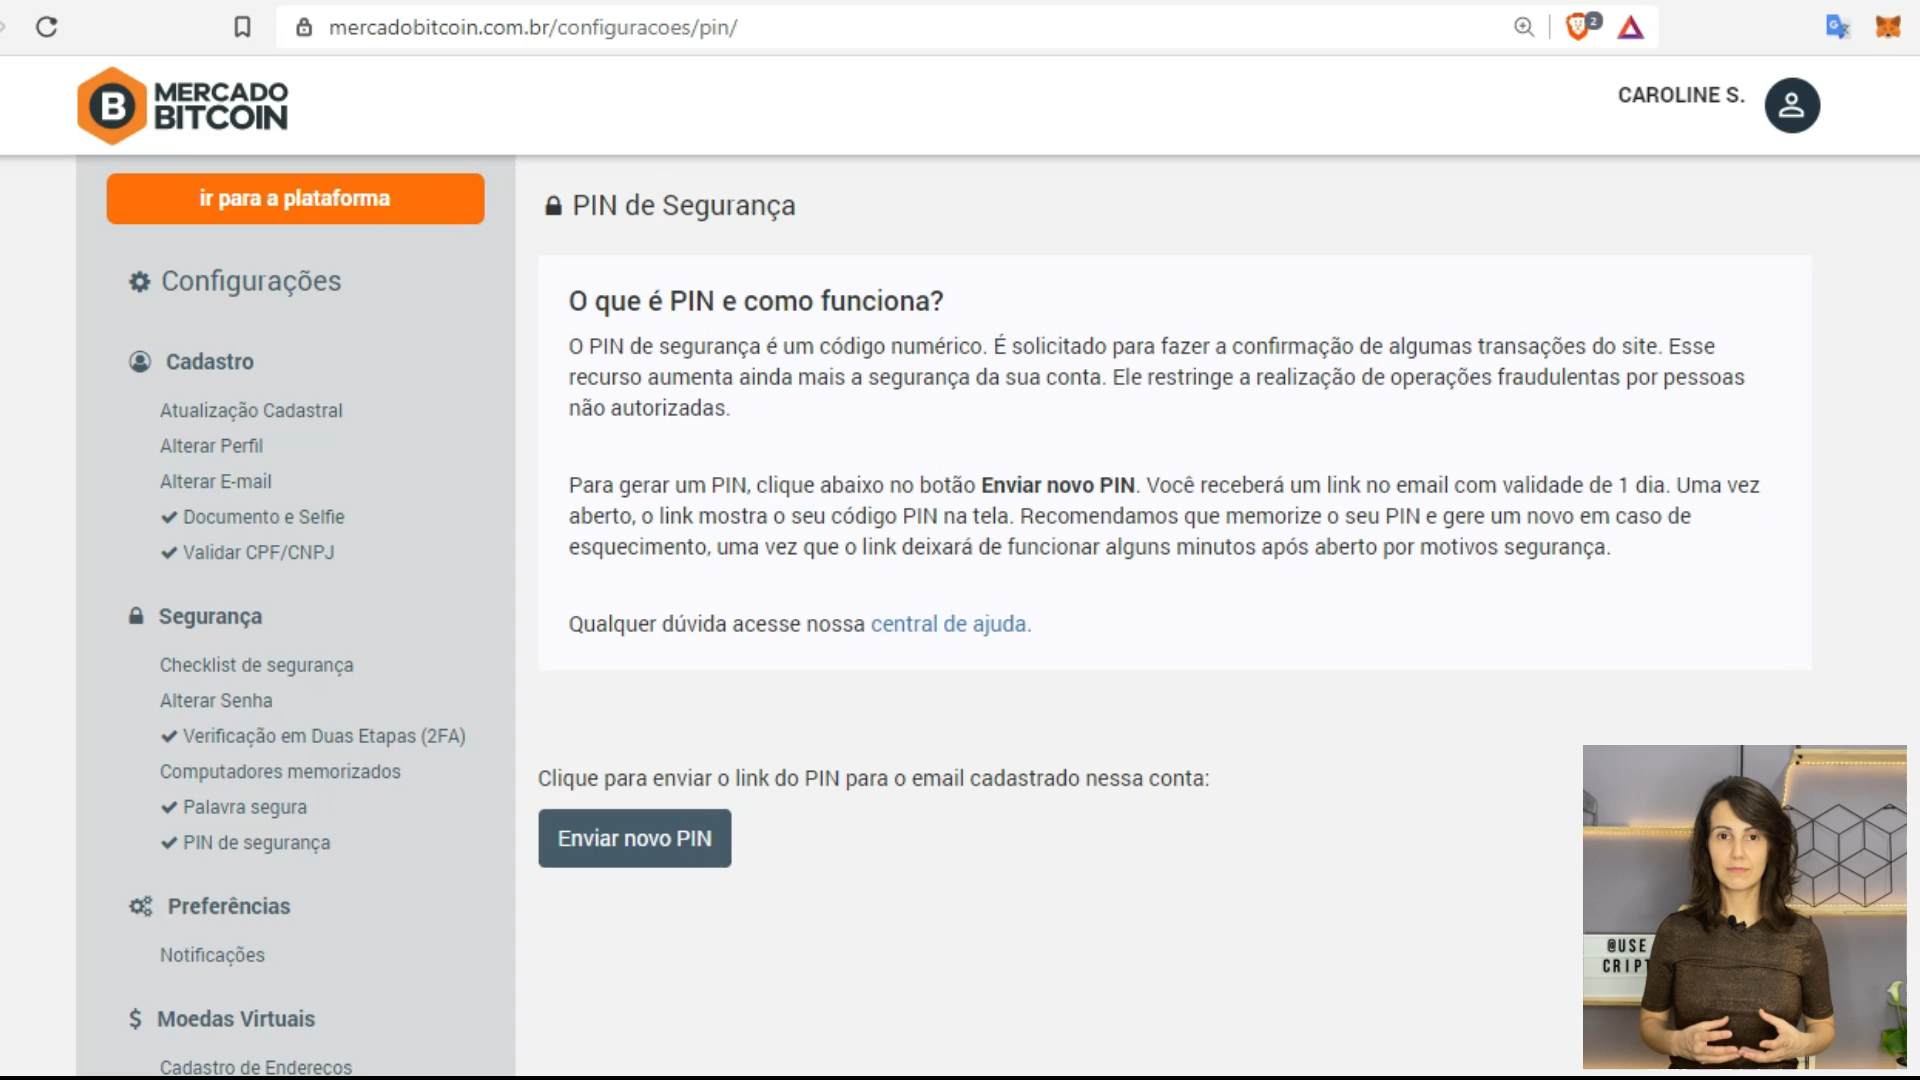 mercadobitcoin.com.br/configuracoes/pin/
2
B
MERCADO
BITCOIN
CAROLINE S.
ir para a plataforma
Configurações
Cadastro
Atualização Cadastral
Alterar Perfil
Alterar E-mail
Documento e Selfie
Validar CPF/CNPJ
Segurança
Checklist de segurança
Alterar Senha
Verificação em Duas Etapas (2FA)
Computadores memorizados
Palavra segura
PIN de segurança
Preferências
Notificações
$ Moedas Virtuais
Cadastro de Endereços
PIN de Segurança
O que é PIN e como funciona?
O PIN de segurança é um código numérico. É solicitado para fazer a confirmação de algumas transações do site. Esse
recurso aumenta ainda mais a segurança da sua conta. Ele restringe a realização de operações fraudulentas por pessoas
não autorizadas.
Para gerar um PIN, clique abaixo no botão Enviar novo PIN. Você receberá um link no email com validade de 1 dia. Uma vez
aberto, o link mostra o seu código PIN na tela. Recomendamos que memorize o seu PIN e gere um novo em caso de
esquecimento, uma vez que o link deixará de funcionar alguns minutos após aberto por motivos segurança.
Qualquer dúvida acesse nossa central de ajuda.
Clique para enviar o link do PIN para o email cadastrado nessa conta:
Enviar novo PIN
@USE
CRIPT